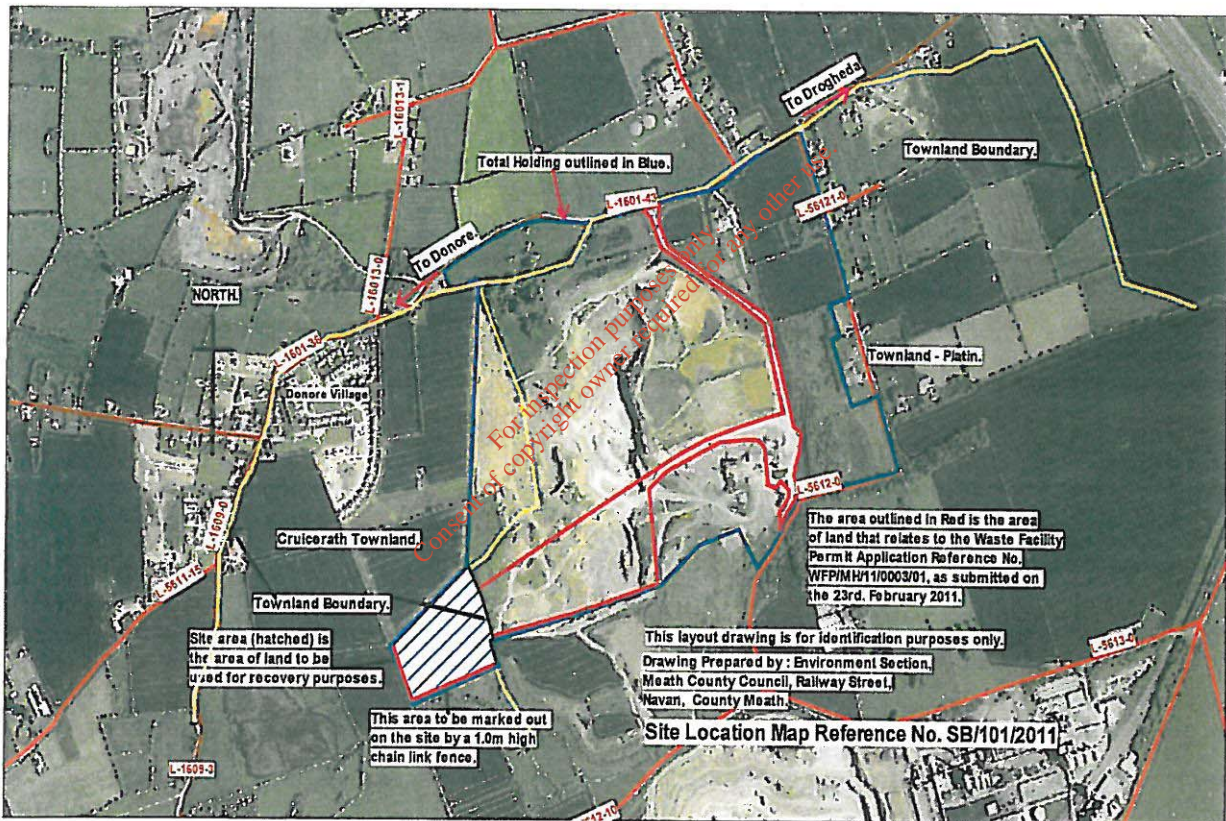 L-16013-1
To Drogheda
Total Holding outlined in Blue.
Townland Boundary.
L-1601-43
L-56121-0
To Donore.
L-16013-0
NORTH.
L-1601-38
Donore Village
Townland - Platin.
For inspection purposes only.
Consent of copyright owner required for any other use.
L-5612-0
L-1609-0
Cruicerath Townland.
L-5611-15
The area outlined in Red is the area
of land that relates to the Waste Facility
Permit Application Reference No.
WFP/MH/11/0003/01, as submitted on
the 23rd. February 2011.
Townland Boundary.
Site area (hatched) is
the area of land to be
used for recovery purposes.
This layout drawing is for identification purposes only.
Drawing Prepared by : Environment Section,
Meath County Council, Railway Street,
Navan, County Meath.
L-5613-0
This area to be marked out
on the site by a 1.0m high
chain link fence.
Site Location Map Reference No. SB/101/2011
L-1609-3